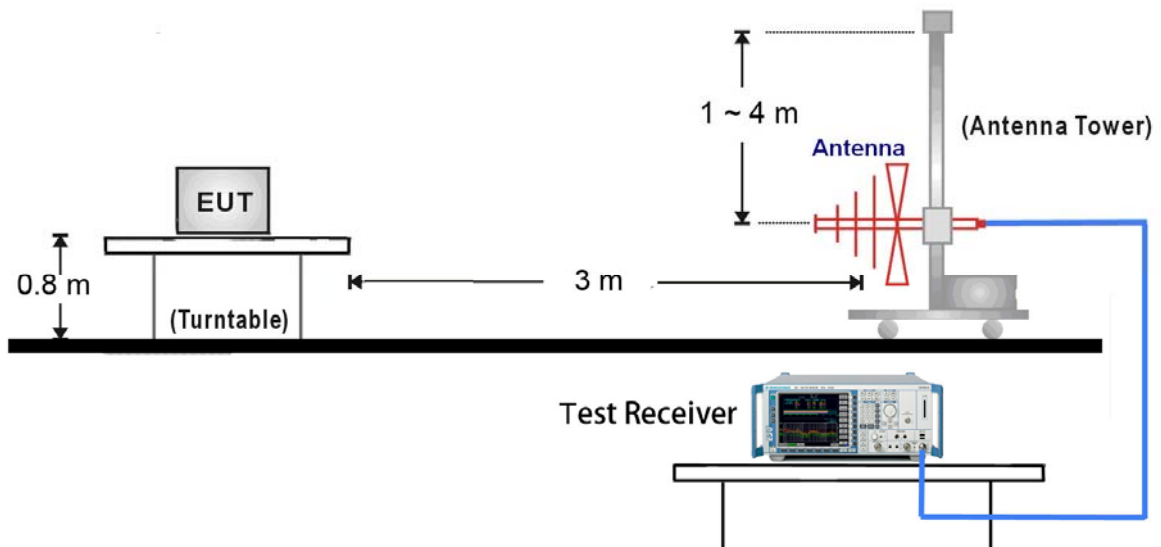 1 ~ 4 m
(Antenna Tower)
Antenna
EUT
0.8 m
3 m
(Turntable)
Test Receiver